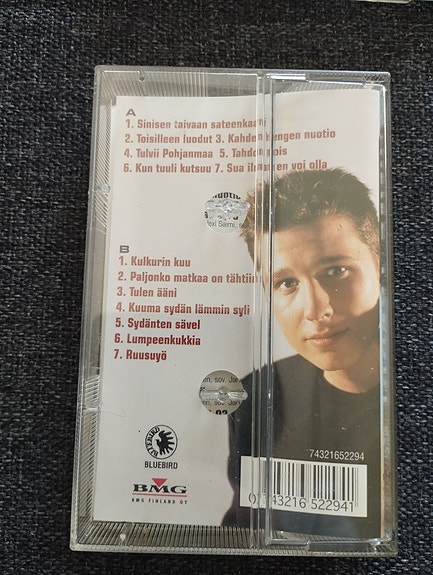 A
1. Sinisen taivaan
2. Toisilleen luodut 3. Kahden hengen nuotio
4. Tulvii Pohjanmaa 5. Tahdon pois
6. Kun tuuli kutsuu 7. Sua ilman en voi olla
B
1. Kulkurin kuu
2. Paljonko matkaa on tähtiin
3. Tulen ääni
4. Kuuma sydän lämmin syli
5. Sydänten sävel
6. Lumpeenkukkia
7. Ruusuyö
BLUEBIRD
BLUEBIRD
BMG
BMG FINLAND OY
74321652294
0 743216 522941